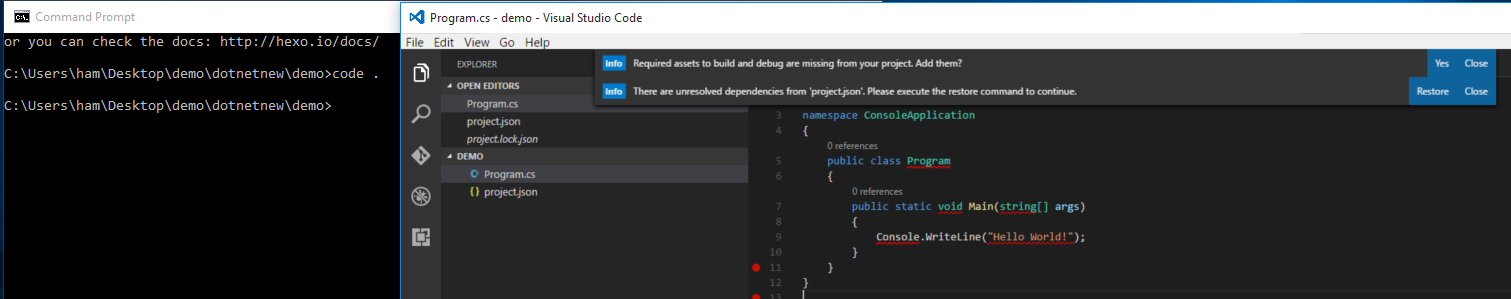 Command Prompt
or you can check the docs: http://hexo.io/docs/
C:\Users\ham\Desktop\demo\dotnetnew\demo>code .
C:\Users\ham\Desktop\demo\dotnetnew\demo>
Program.cs - demo - Visual Studio Code
File Edit View Go Help
EXPLORER
OPEN EDITORS
Program.cs
project.json
project.lock.json
DEMO
Program.cs
project.json
Info Required assets to build and debug are missing from your project. Add them? Yes Close
Info There are unresolved dependencies from 'project.json'. Please execute the restore command to continue. Restore Close
3 namespace ConsoleApplication
4 {
0 references
5 public class Program
6 {
0 references
7 public static void Main(string[] args)
8 {
9 Console.WriteLine("Hello World!");
10 }
11 }
12 }
13